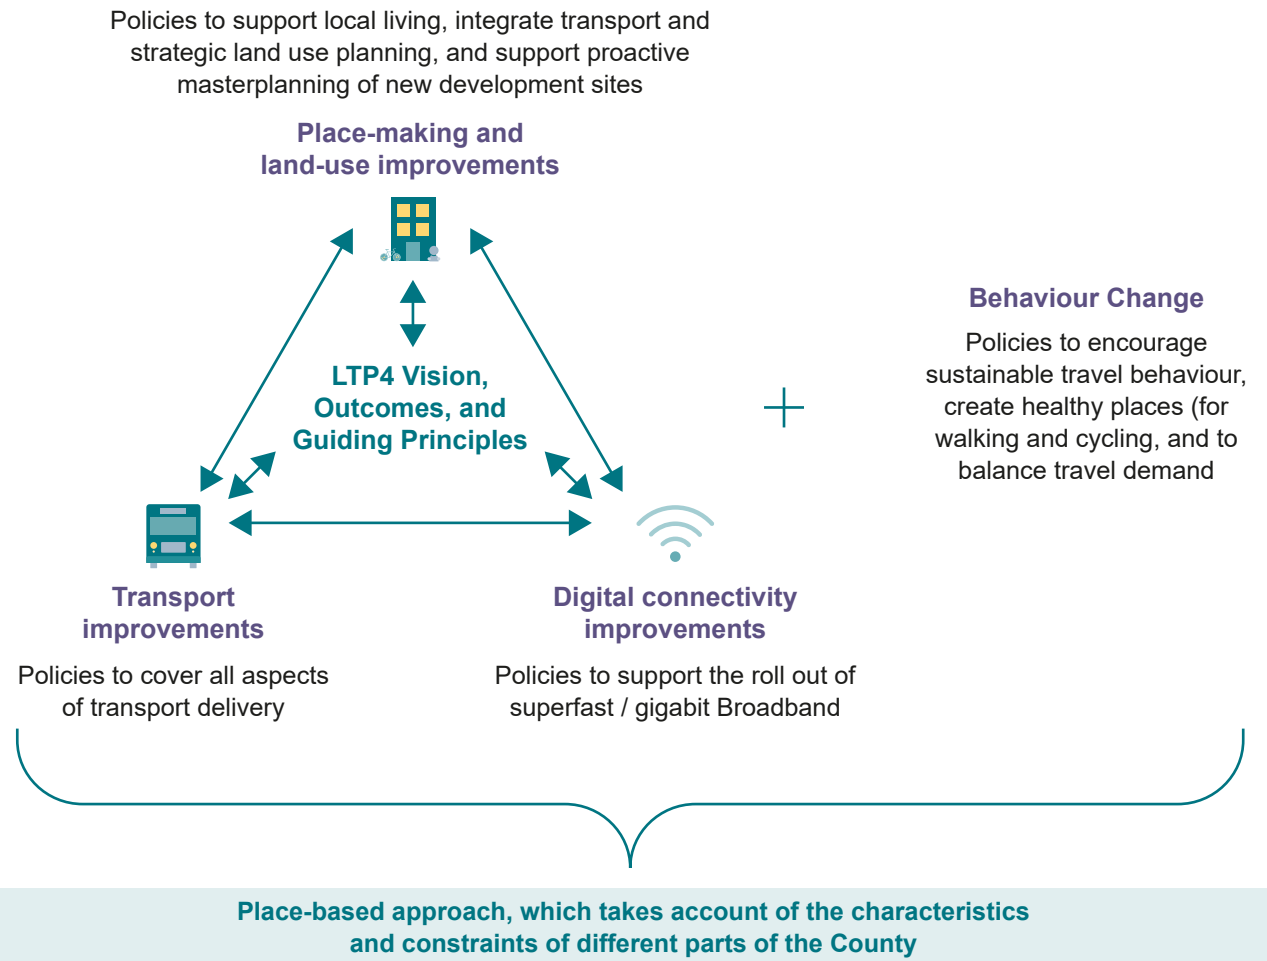 Policies to support local living, integrate transport and
strategic land use planning, and support proactive
masterplanning of new development sites
Place-making and
land-use improvements
LTP4 Vision,
Outcomes, and
Guiding Principles
Behaviour Change
Policies to encourage
sustainable travel behaviour,
create healthy places (for
walking and cycling, and to
balance travel demand
Transport
improvements
Policies to cover all aspects
of transport delivery
Digital connectivity
improvements
Policies to support the roll out of
superfast / gigabit Broadband
Place-based approach, which takes account of the characteristics
and constraints of different parts of the County